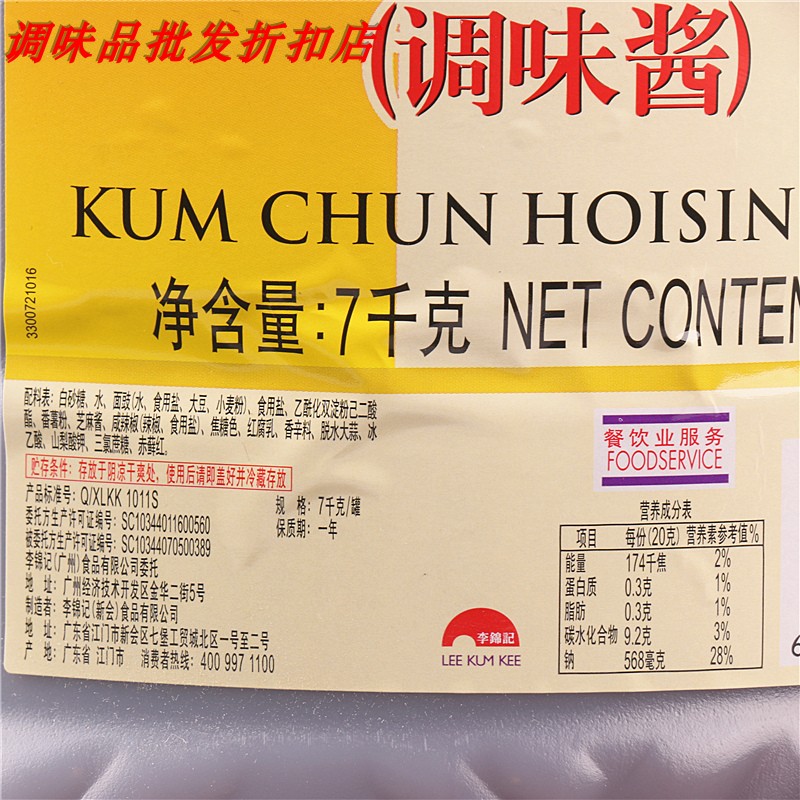 调味品批发折扣店
(调味酱)
KUM CHUN HOISIN
净含量:7千克 NET CONTEN
3300721016
配料表: 白砂糖、水、面豉(水、食用盐、大豆、小麦粉)、食用盐、乙酰化双淀粉己二酸
酯、番薯粉、芝麻酱、咸辣椒(辣椒、食用盐)、焦糖色、红腐乳、香辛料、脱水大蒜、冰
乙酸、山梨酸钾、三氯蔗糖、赤藓红。
贮存条件: 存放于阴凉干爽处, 使用后请即盖好并冷藏存放
产品标准号: Q/XLKK 1011S
规 格: 7千克/罐
委托方生产许可证编号: SC10344011600560
保质期: 一年
被委托方生产许可证编号: SC10344070500389
李锦记(广州)食品有限公司委托
地 址: 广州经济技术开发区金华二街5号
制造者: 李锦记(新会)食品有限公司
地 址: 广东省江门市新会区七堡工贸城北区一号至二号
产 地: 广东省 江门市 消费者热线: 400 997 1100
李錦記
LEE KUM KEE
餐饮业服务
FOODSERVICE
营养成分表
项目 每份(20克) 营养素参考值%
能量 174千焦 2%
蛋白质 0.3克 1%
脂肪 0.3克 1%
碳水化合物 9.2克 3%
钠 568毫克 28%